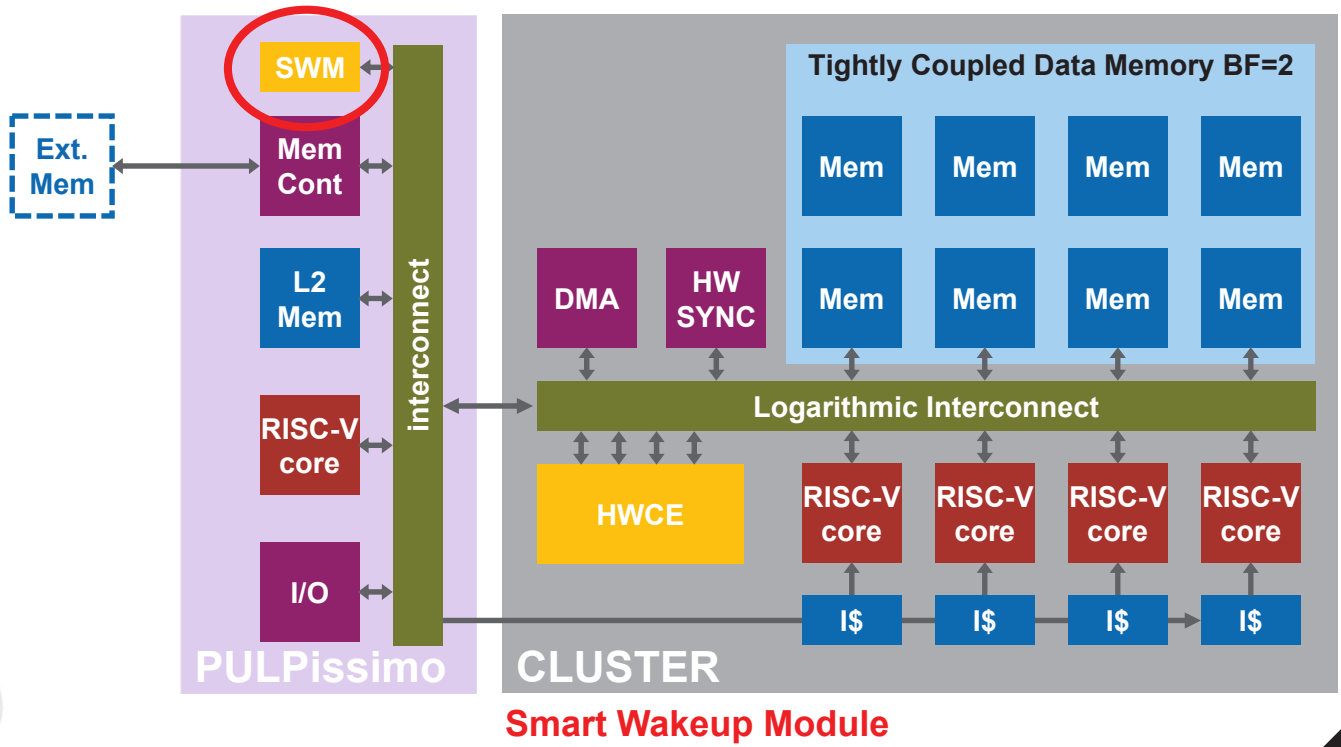 SWM
Tightly Coupled Data Memory BF=2
Ext.
Mem
Mem
Cont
Mem
Mem
Mem
Mem
L2
Mem
interconnect
DMA
HW
SYNC
Mem
Mem
Mem
Mem
Logarithmic Interconnect
RISC-V
core
HWCE
RISC-V
core
RISC-V
core
RISC-V
core
RISC-V
core
I/O
I$
I$
I$
I$
PULPissimo
CLUSTER
Smart Wakeup Module